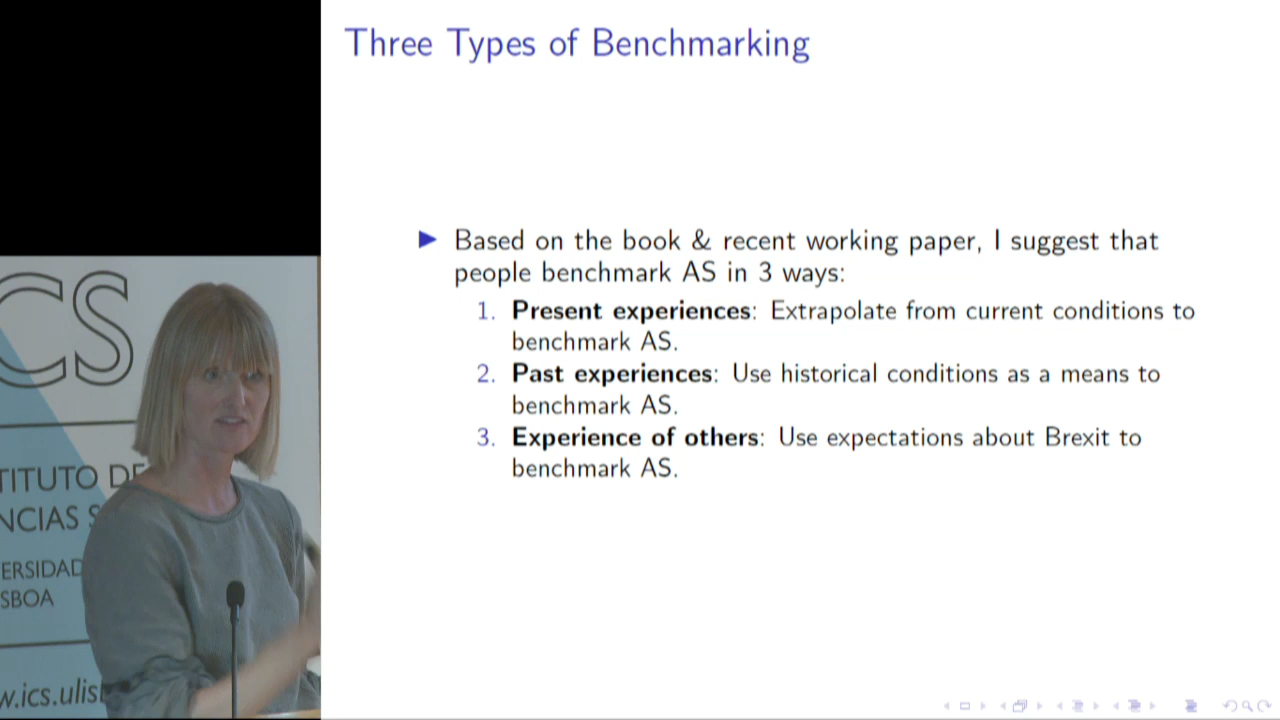 Three Types of Benchmarking
Based on the book & recent working paper, I suggest that
people benchmark AS in 3 ways:
1. Present experiences: Extrapolate from current conditions to
benchmark AS.
2. Past experiences: Use historical conditions as a means to
benchmark AS.
3. Experience of others: Use expectations about Brexit to
benchmark AS.
CS
TITUTO DE
NCIAS S
ERSIDAD
SBOA
w.ics.ulisb